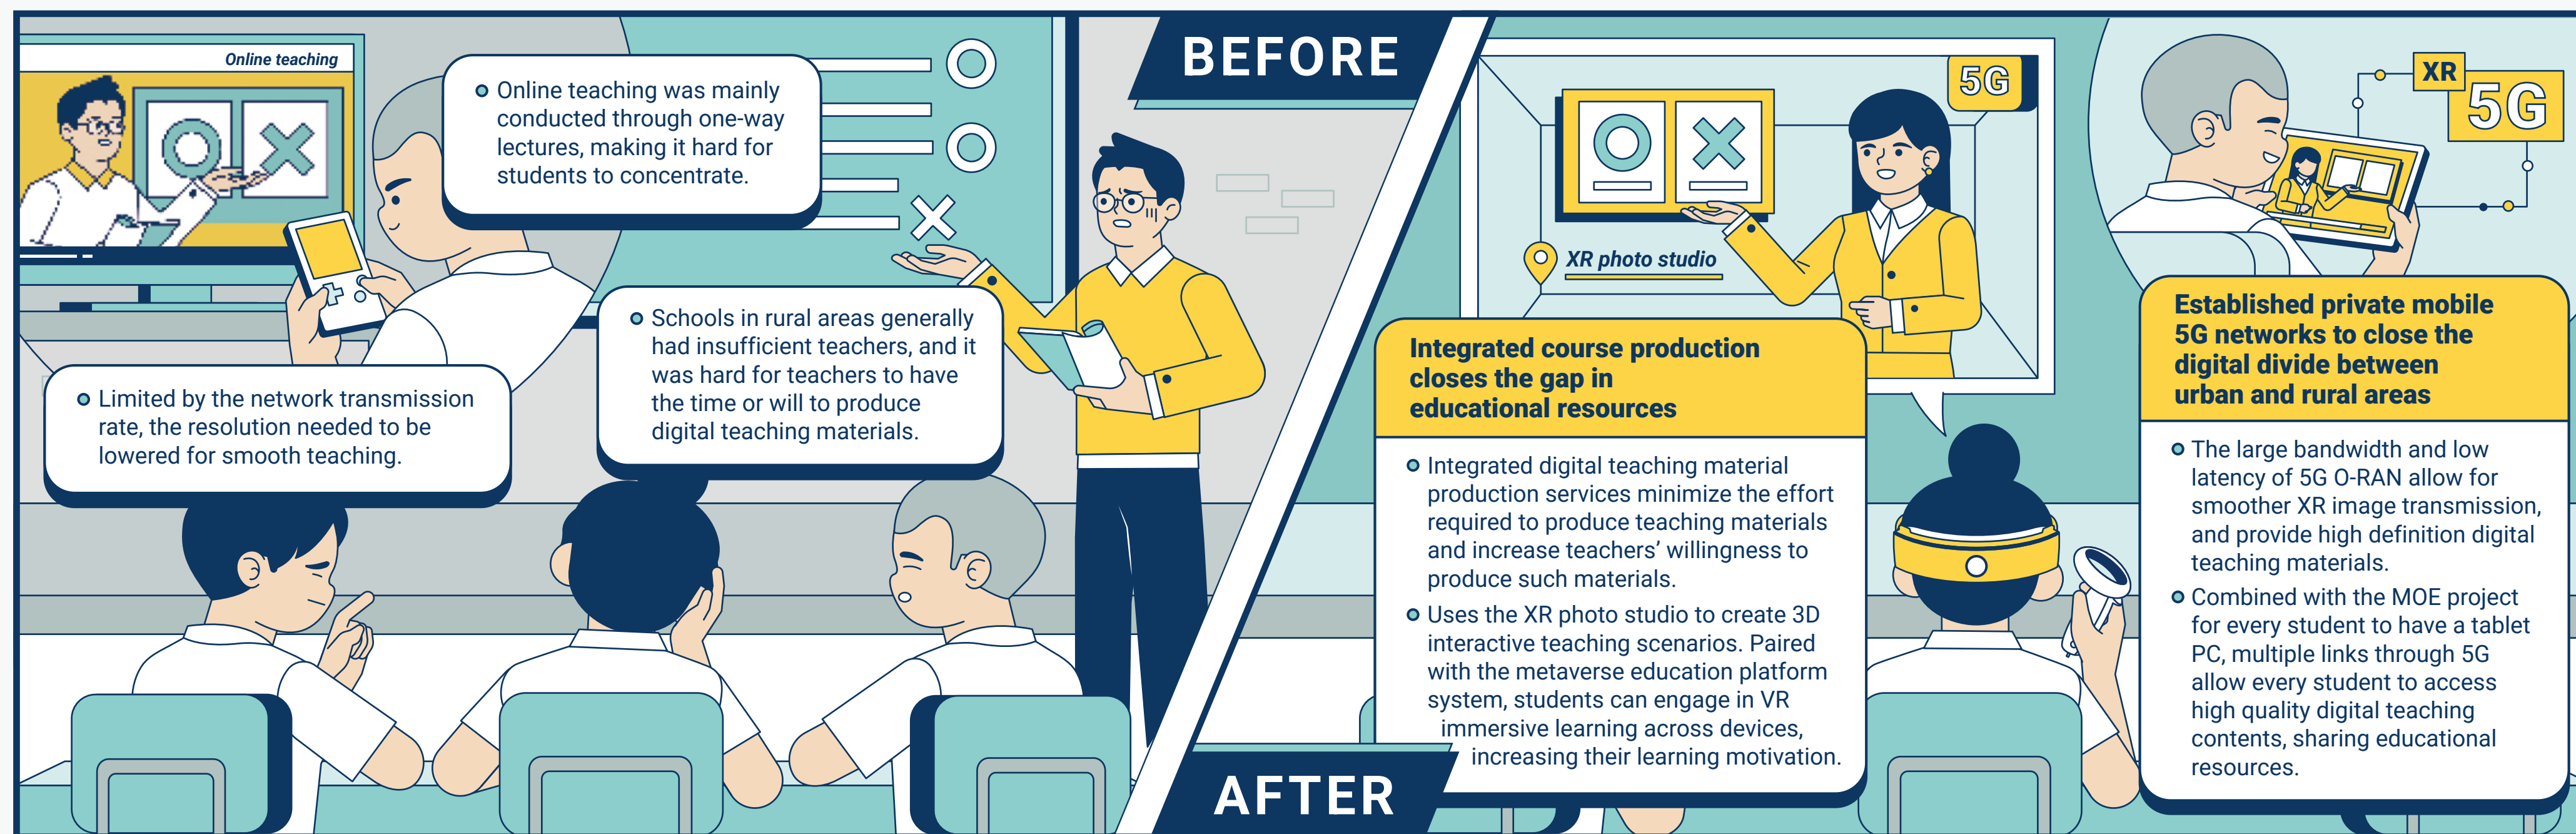 BEFORE
Online teaching
Online teaching was mainly
conducted through one-way
lectures, making it hard for
students to concentrate.
Limited by the network transmission
rate, the resolution needed to be
lowered for smooth teaching.
Schools in rural areas generally
had insufficient teachers, and it
was hard for teachers to have
the time or will to produce
digital teaching materials.
AFTER
5G
XR photo studio
Integrated course production
closes the gap in
educational resources
Integrated digital teaching material
production services minimize the effort
required to produce teaching materials
and increase teachers’ willingness to
produce such materials.
Uses the XR photo studio to create 3D
interactive teaching scenarios. Paired
with the metaverse education platform
system, students can engage in VR
immersive learning across devices,
increasing their learning motivation.
XR
5G
Established private mobile
5G networks to close the
digital divide between
urban and rural areas
The large bandwidth and low
latency of 5G O-RAN allow for
smoother XR image transmission,
and provide high definition digital
teaching materials.
Combined with the MOE project
for every student to have a tablet
PC, multiple links through 5G
allow every student to access
high quality digital teaching
contents, sharing educational
resources.